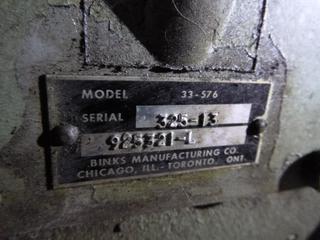 MODEL 33-576
SERIAL 325-13
925321-L
BINKS MANUFACTURING CO.
CHICAGO, ILL.-TORONTO, ONT.